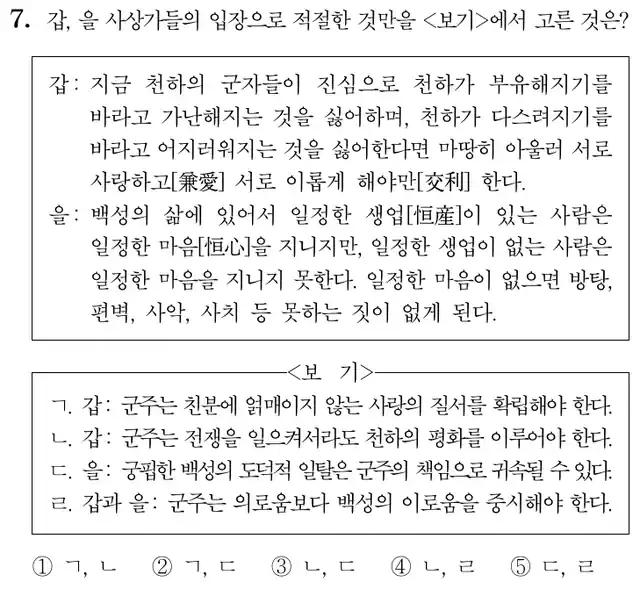 7. 갑, 을 사상가들의 입장으로 적절한 것만을 <보기>에서 고른 것은?
갑: 지금 천하의 군자들이 진심으로 천하가 부유해지기를
바라고 가난해지는 것을 싫어하며, 천하가 다스려지기를
바라고 어지러워지는 것을 싫어한다면 마땅히 아울러 서로
사랑하고[兼愛] 서로 이롭게 해야만[交利] 한다.
을: 백성의 삶에 있어서 일정한 생업[恒産]이 있는 사람은
일정한 마음[恒心]을 지니지만, 일정한 생업이 없는 사람은
일정한 마음을 지니지 못한다. 일정한 마음이 없으면 방탕,
편벽, 사악, 사치 등 못하는 짓이 없게 된다.
<보 기>
ㄱ. 갑: 군주는 친분에 얽매이지 않는 사랑의 질서를 확립해야 한다.
ㄴ. 갑: 군주는 전쟁을 일으켜서라도 천하의 평화를 이루어야 한다.
ㄷ. 을: 궁핍한 백성의 도덕적 일탈은 군주의 책임으로 귀속될 수 있다.
ㄹ. 갑과 을: 군주는 의로움보다 백성의 이로움을 중시해야 한다.
① ㄱ, ㄴ ② ㄱ, ㄷ ③ ㄴ, ㄷ ④ ㄴ, ㄹ ⑤ ㄷ, ㄹ